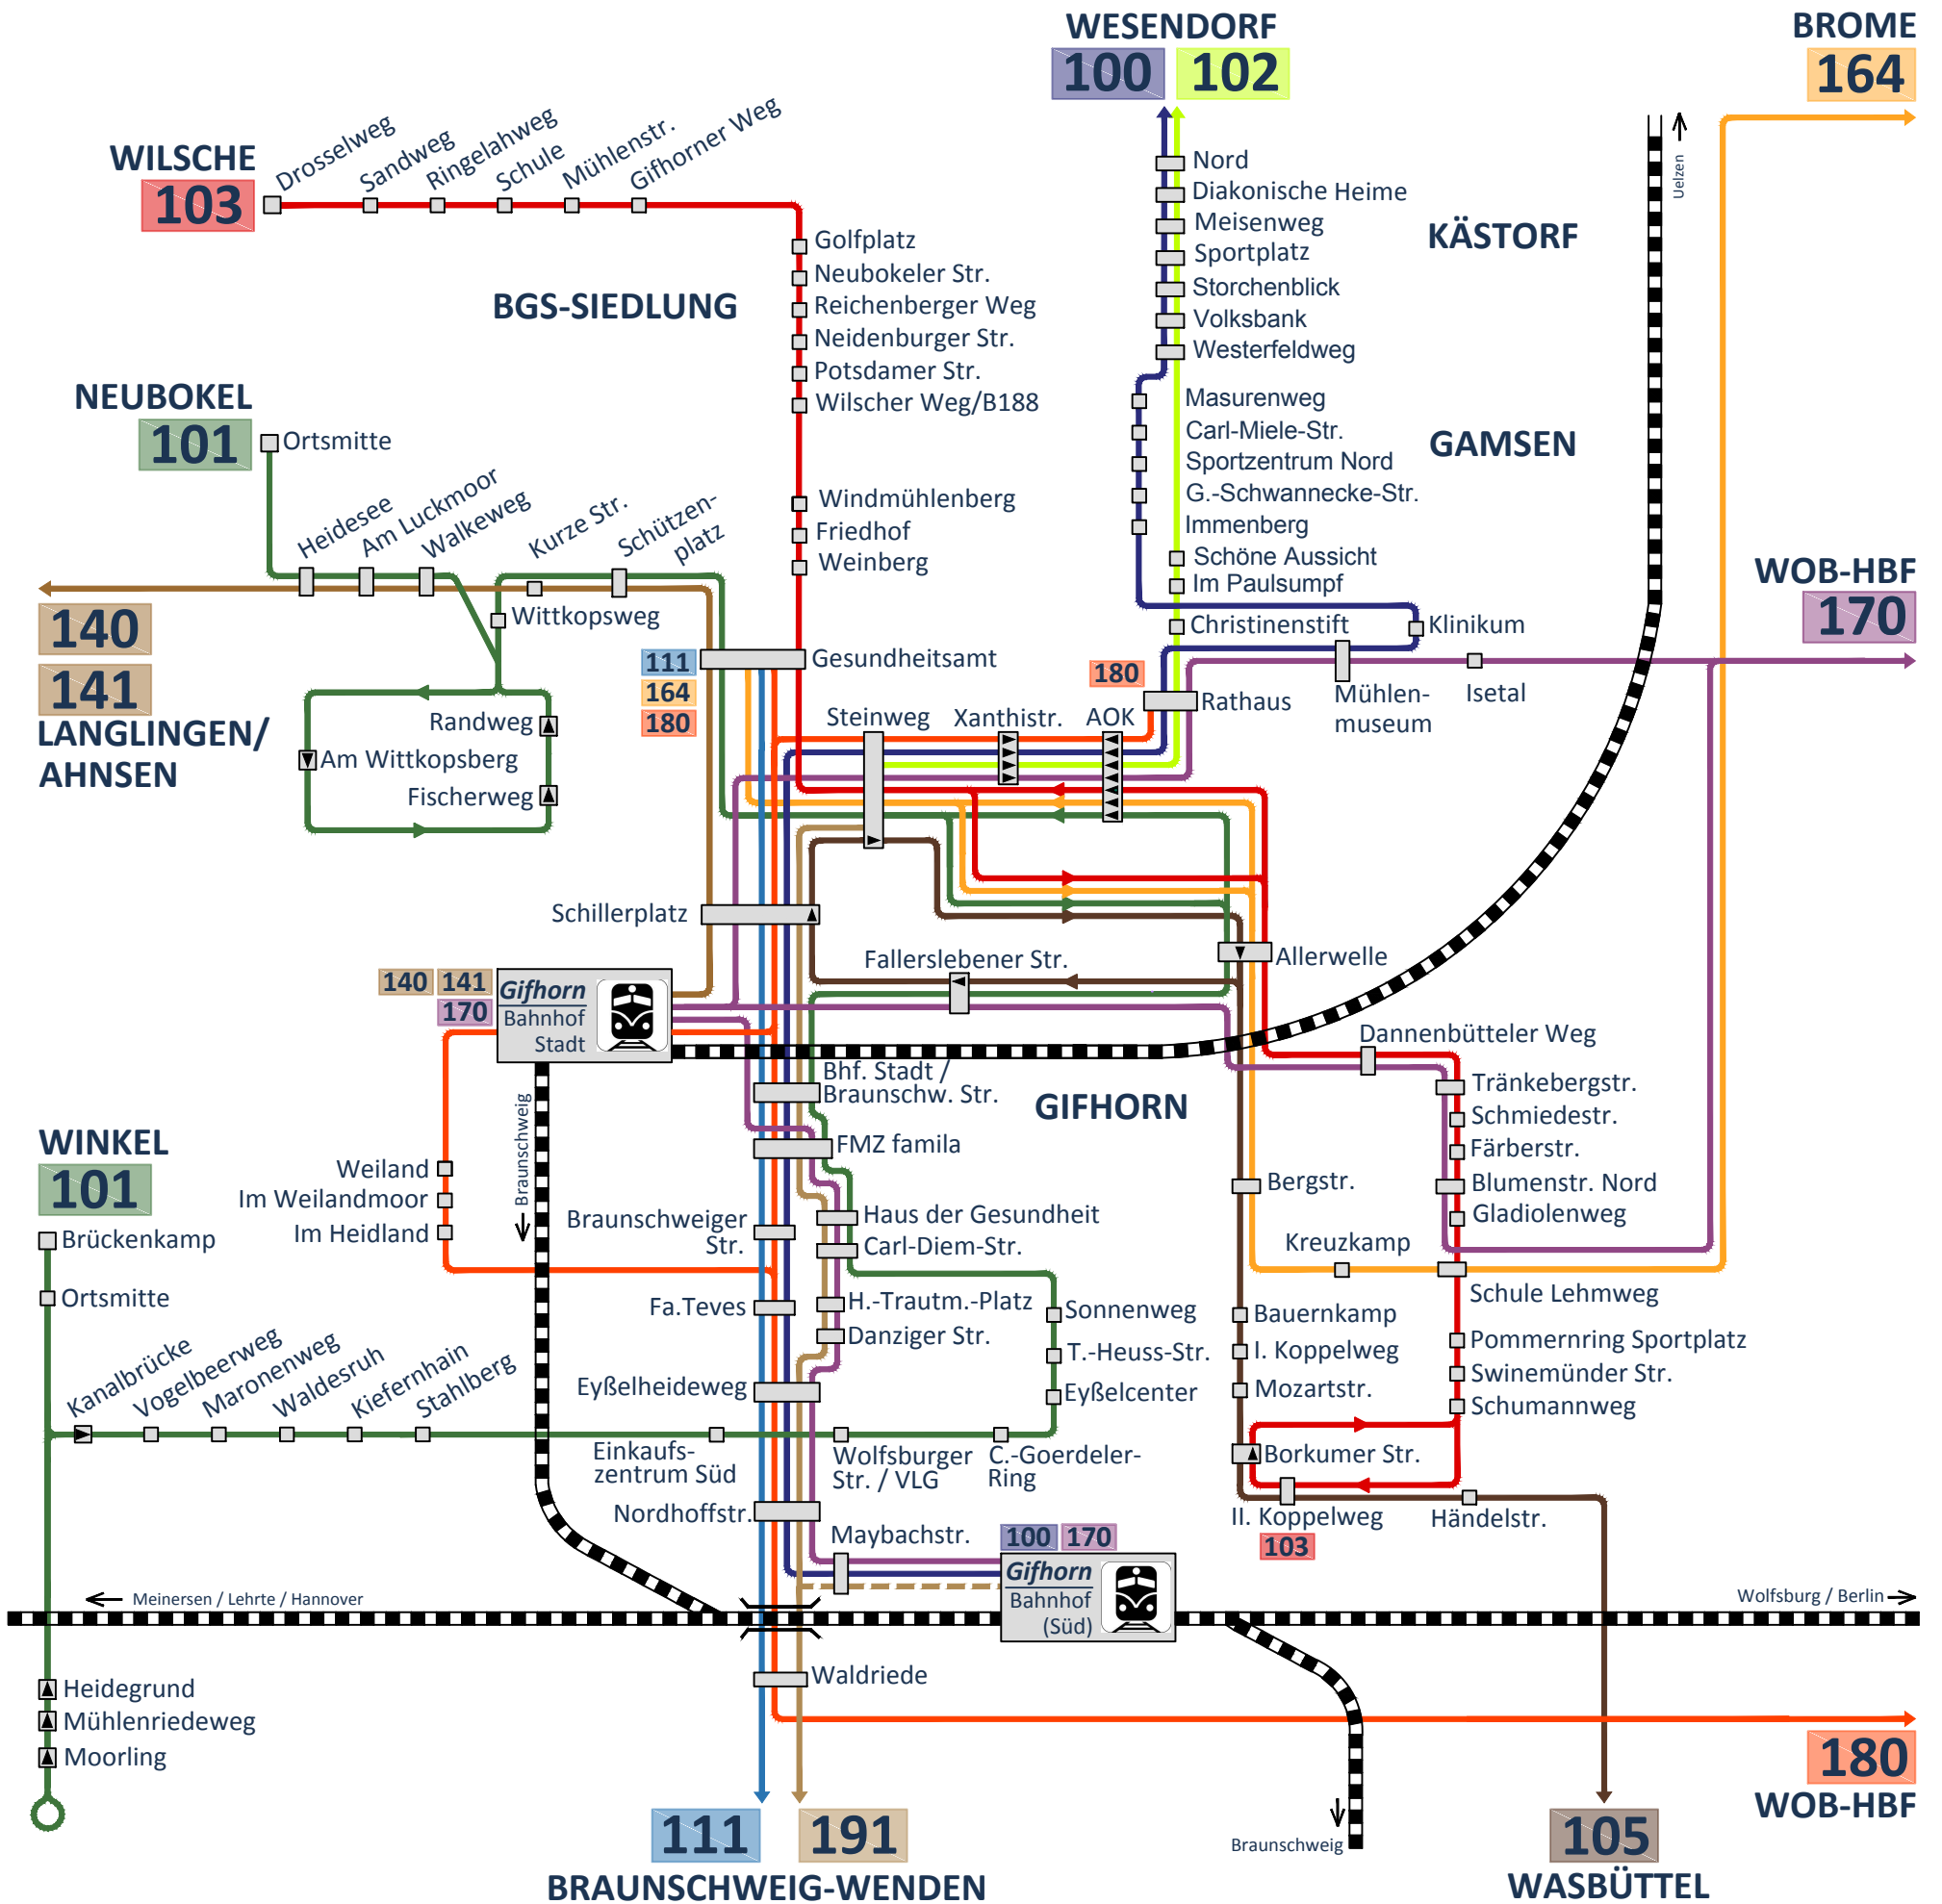 WESENDORF
100
102
BROME
164
WILSCHE
103
Drosselweg
Sandweg
Ringelahweg
Schule
Mühlenstr.
Gifhorner Weg
Uelzen
Nord
Diakonische Heime
Meisenweg
Sportplatz
Storchenblick
Volksbank
Westerfeldweg
KÄSTORF
Golfplatz
Neubokeler Str.
Reichenberger Weg
Neidenburger Str.
Potsdamer Str.
Wilscher Weg/B188
BGS-SIEDLUNG
NEUBOKEL
101
Ortsmitte
Masurenweg
Carl-Miele-Str.
Sportzentrum Nord
G.-Schwannecke-Str.
Immenberg
GAMSEN
Windmühlenberg
Friedhof
Weinberg
Heidesee
Am Luckmoor
Walkeweg
Kurze Str.
Schützen-
platz
Schöne Aussicht
Im Paulsumpf
Christinenstift
Klinikum
WOB-HBF
170
140
141
LANGLINGEN/
AHNSEN
Wittkopsweg
111
164
180
Gesundheitsamt
180
Rathaus
Mühlen-
museum
Isetal
Randweg
Am Wittkopsberg
Fischerweg
Steinweg
Xanthistr.
AOK
Schillerplatz
Fallerslebener Str.
Allerwelle
140
141
170
Gifhorn
Bahnhof
Stadt
Dannenbütteler Weg
Bhf. Stadt /
Braunschw. Str.
GIFHORN
Tränkebergstr.
Schmiedestr.
Färberstr.
Blumenstr. Nord
Gladiolenweg
Braunschweig
FMZ famila
WINKEL
101
Brückenkamp
Ortsmitte
Weiland
Im Weilandmoor
Im Heidland
Braunschweiger
Str.
Haus der Gesundheit
Carl-Diem-Str.
Bergstr.
Kreuzkamp
Schule Lehmweg
Fa.Teves
H.-Trautm.-Platz
Danziger Str.
Sonnenweg
T.-Heuss-Str.
Eyßelcenter
Bauernkamp
I. Koppelweg
Mozartstr.
Pommernring Sportplatz
Swinemünder Str.
Schumannweg
Kanalbrücke
Vogelbeerweg
Maronenweg
Waldesruh
Kiefernhain
Stahlberg
Eyßelheideweg
Einkaufs-
zentrum Süd
Wolfsburger
Str. / VLG
C.-Goerdeler-
Ring
Borkumer Str.
II. Koppelweg
103
Händelstr.
Nordhoffstr.
Maybachstr.
100
170
Gifhorn
Bahnhof
(Süd)
Meinersen / Lehrte / Hannover
Wolfsburg / Berlin
Waldriede
Heidegrund
Mühlenriedeweg
Moorling
180
WOB-HBF
111
191
BRAUNSCHWEIG-WENDEN
Braunschweig
105
WASBÜTTEL